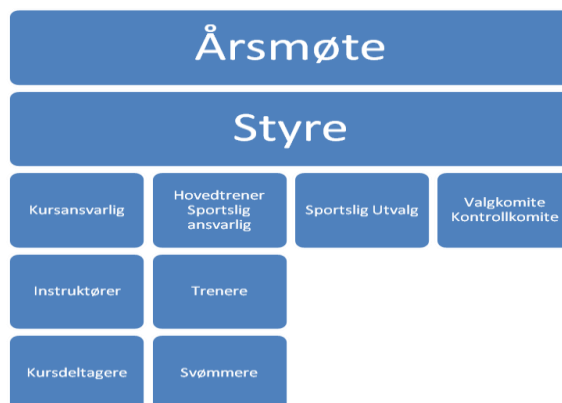 Årsmøte
Styre
Kursansvarlig
Hovedtrener
Sportslig
ansvarlig
Sportslig Utvalg
Valgkomite
Kontrollkomite
Instruktører
Trenere
Kursdeltagere
Svømmere